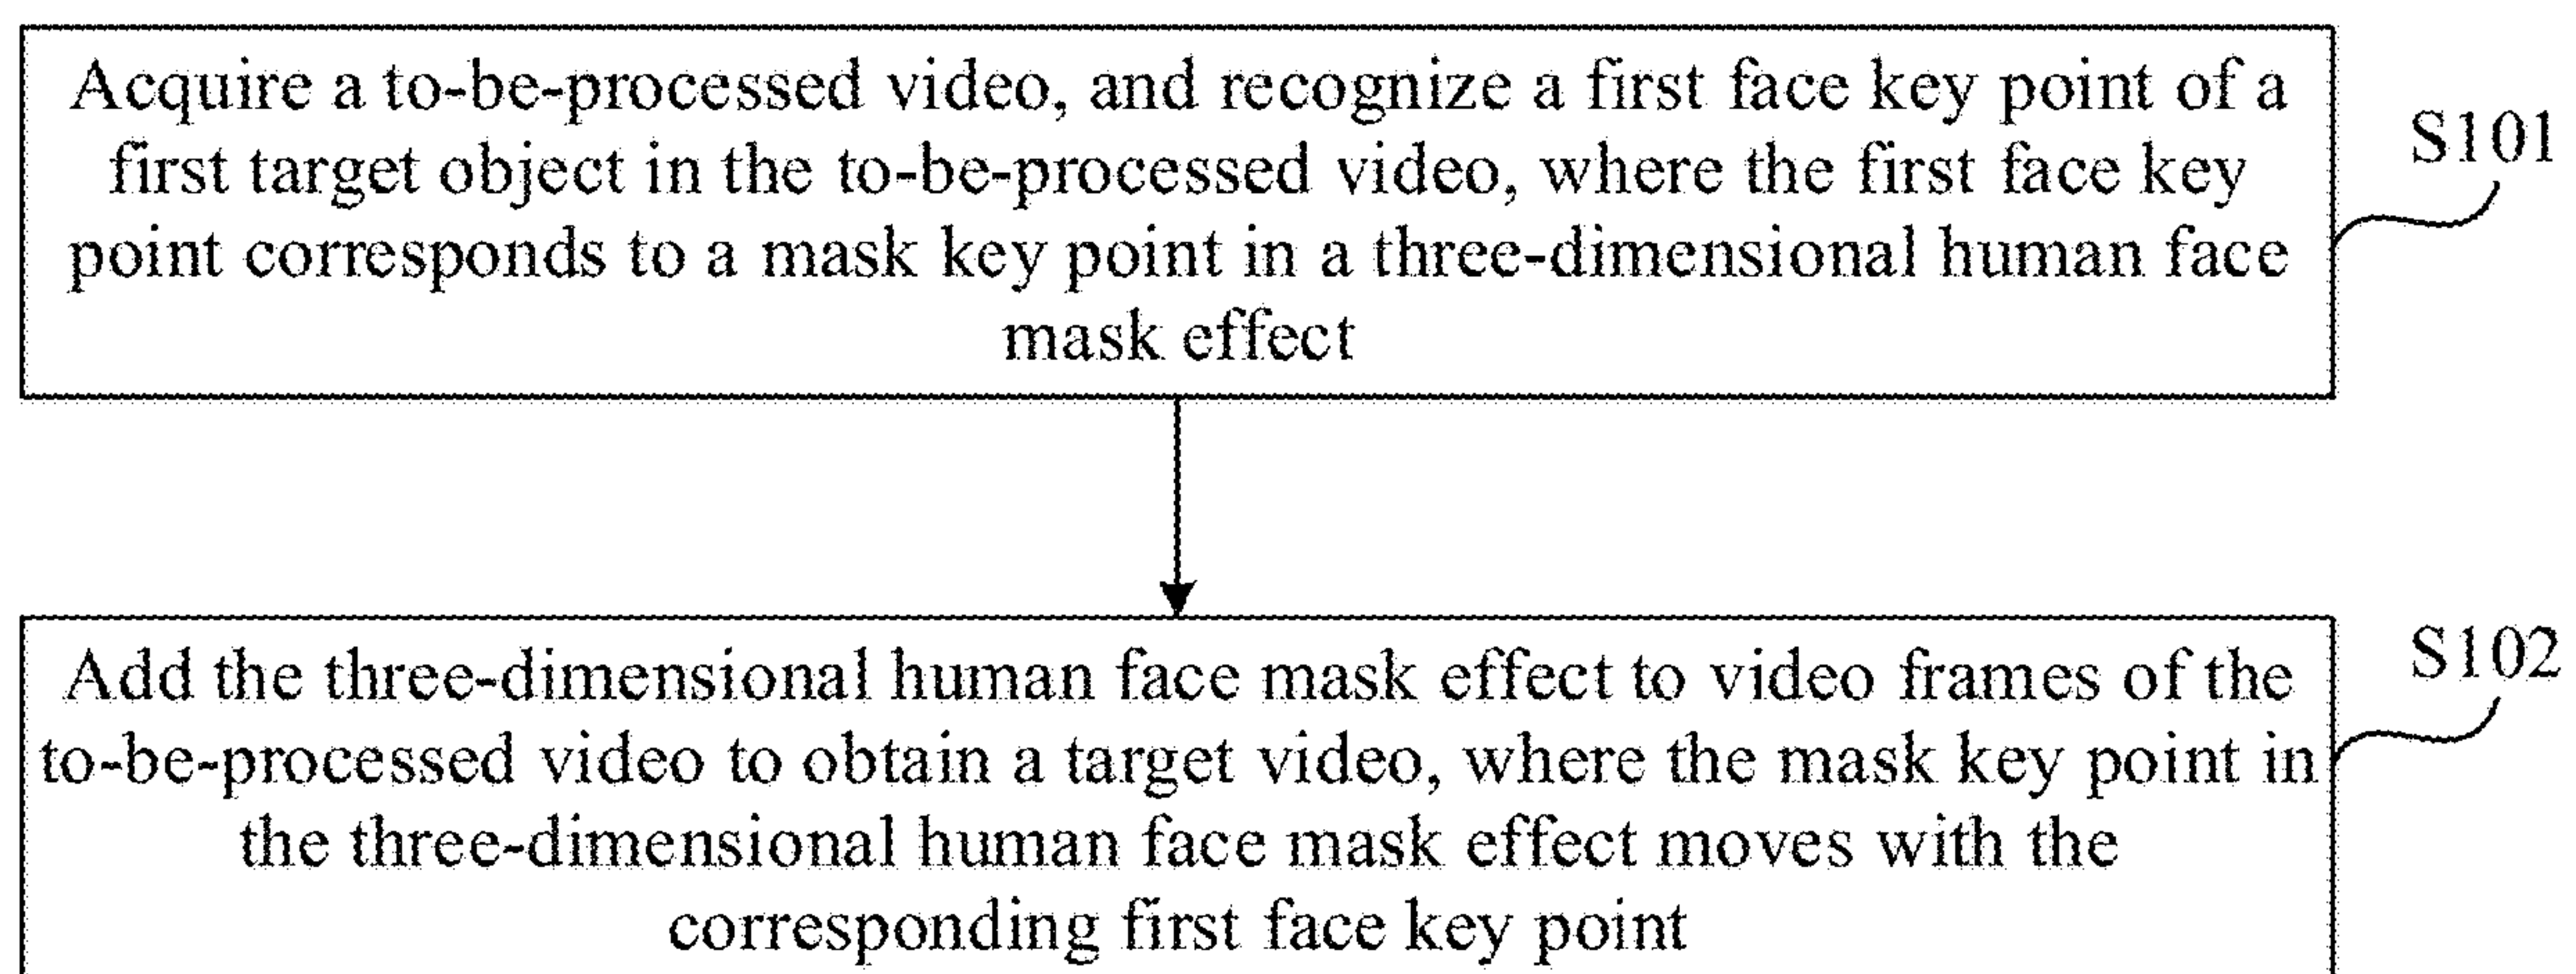 Acquire a to-be-processed video, and recognize a first face key point of a
first target object in the to-be-processed video, where the first face key
point corresponds to a mask key point in a three-dimensional human face
mask effect
S101
Add the three-dimensional human face mask effect to video frames of the
to-be-processed video to obtain a target video, where the mask key point in
the three-dimensional human face mask effect moves with the
corresponding first face key point
S102